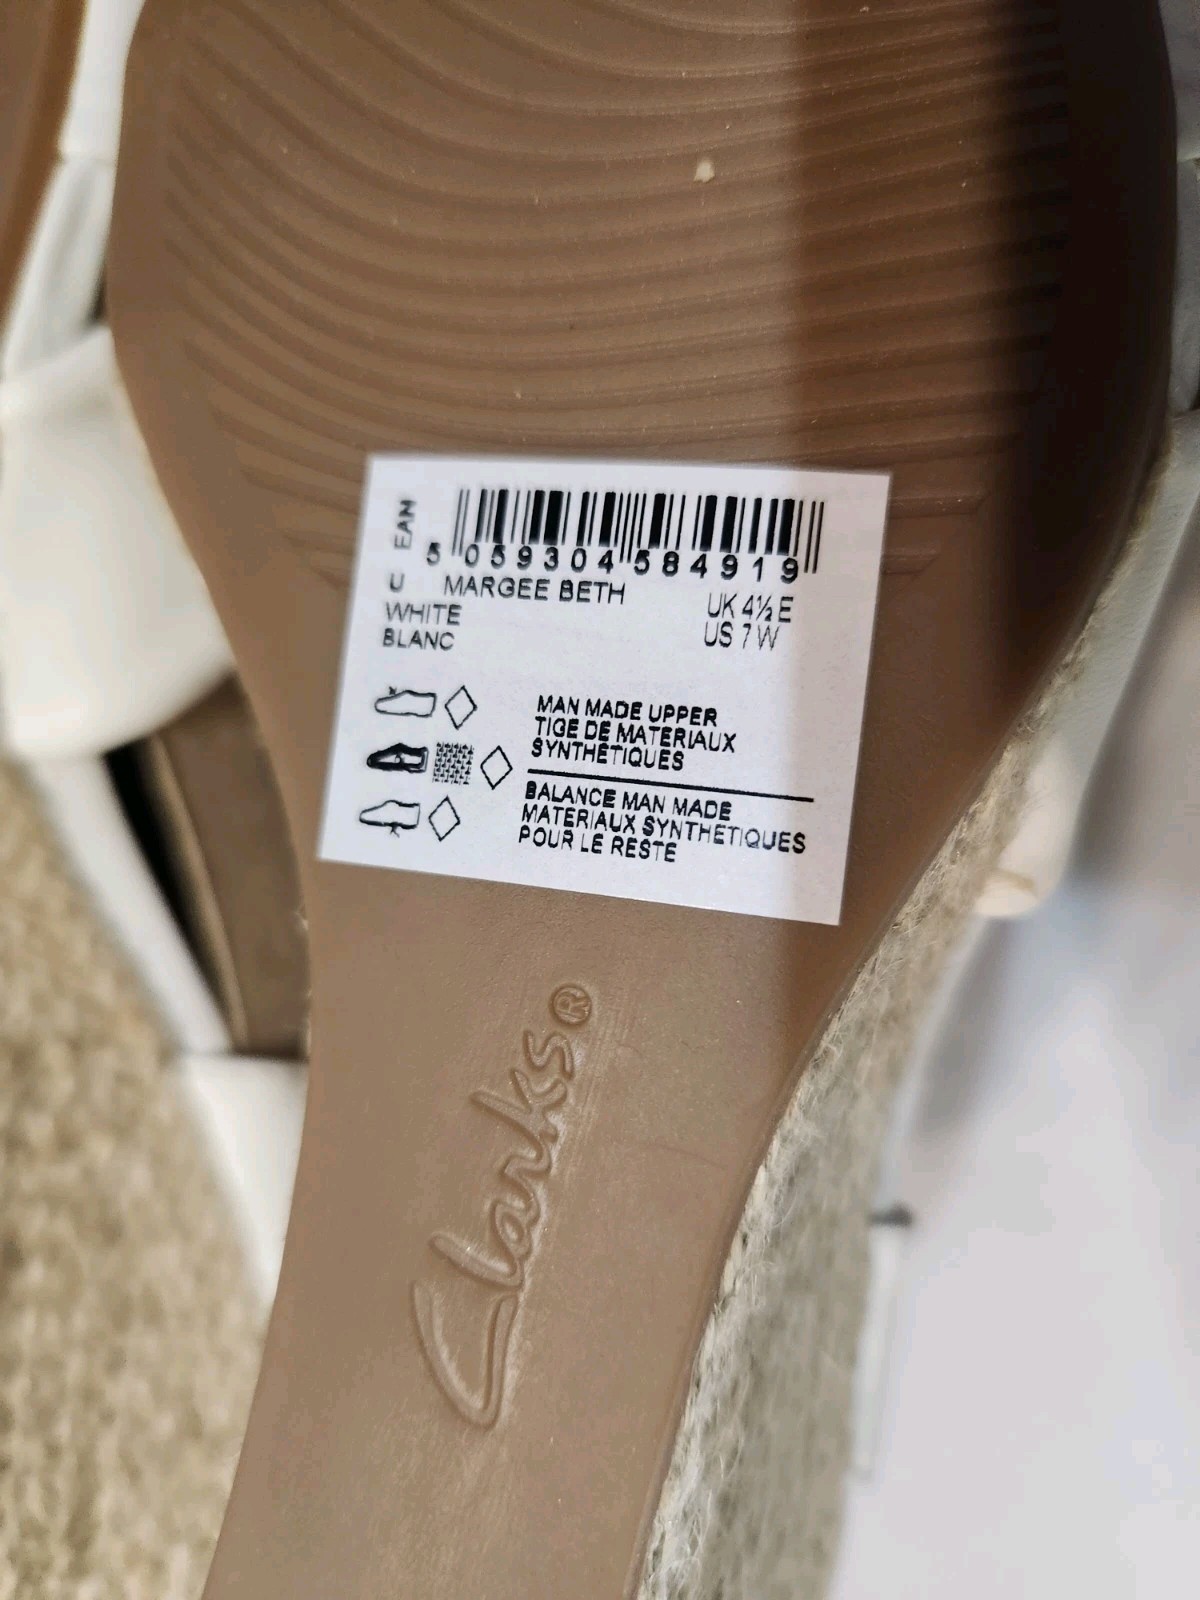 EAN
5 059304 584919
U MARGEE BETH
WHITE
BLANC
UK 4½ E
US 7 W
MAN MADE UPPER
TIGE DE MATERIAUX
SYNTHÉTIQUES
BALANCE MAN MADE
MATERIAUX SYNTHETIQUES
POUR LE RESTE
Clarks®